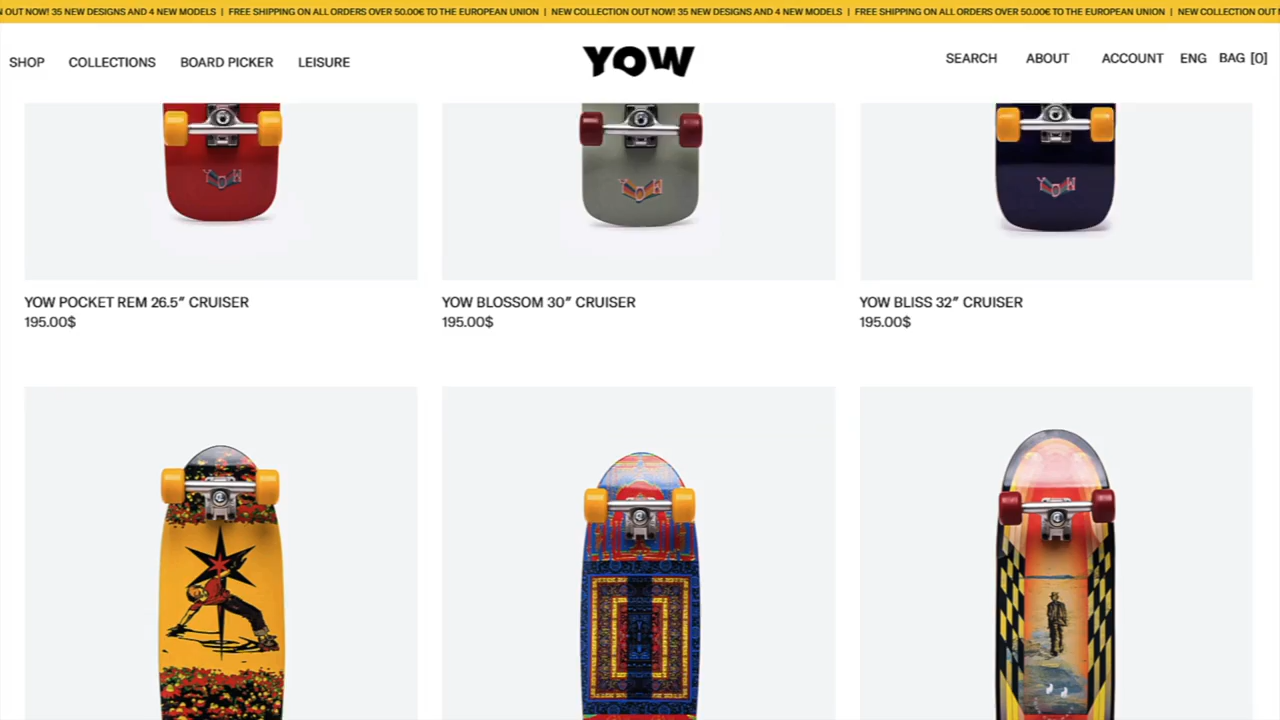 N OUT NOW! 35 NEW DESIGNS AND 4 NEW MODELS | FREE SHIPPING ON ALL ORDERS OVER 50.00€ TO THE EUROPEAN UNION | NEW COLLECTION OUT NOW! 35 NEW DESIGNS AND 4 NEW MODELS | FREE SHIPPING ON ALL ORDERS OVER 50.00€ TO THE EUROPEAN UNION | NEW COLLECTION OUT
SHOP COLLECTIONS BOARD PICKER LEISURE YOW SEARCH ABOUT ACCOUNT ENG BAG [0]
YOW YOW YOW
YOW POCKET REM 26.5″ CRUISER YOW BLOSSOM 30″ CRUISER YOW BLISS 32″ CRUISER
195.00$ 195.00$ 195.00$